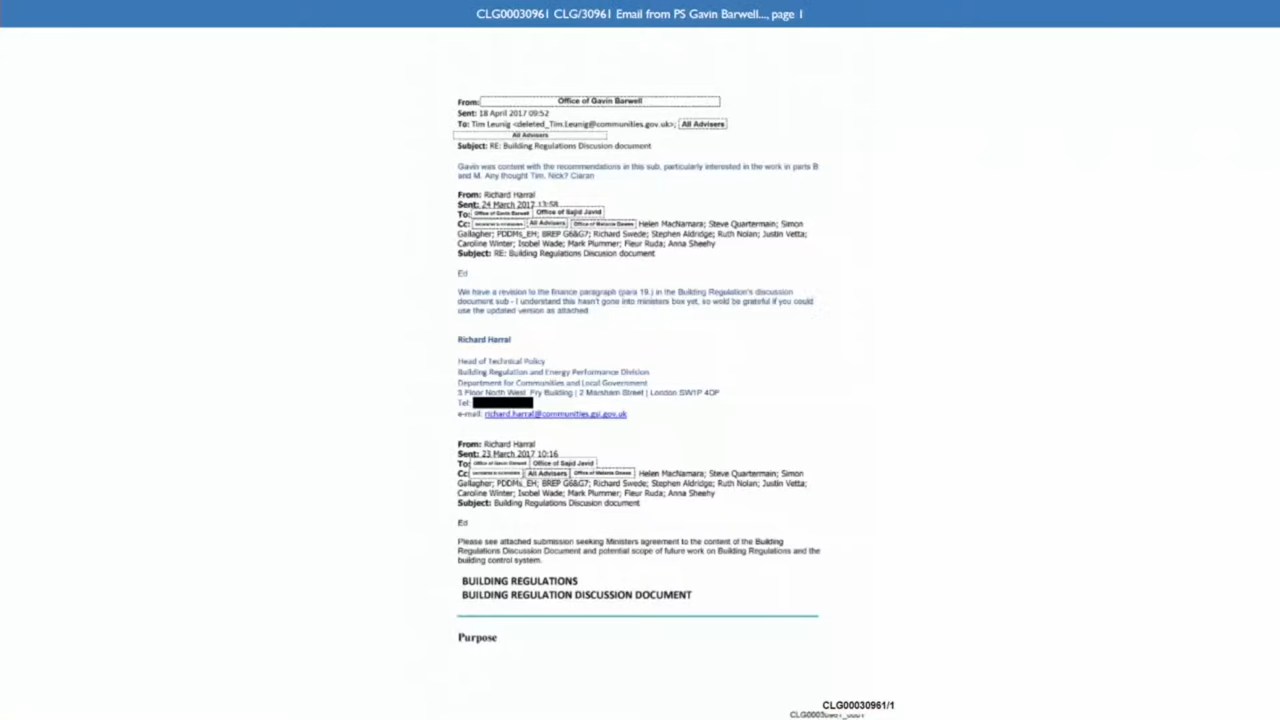 CLG00030961 CLG/30961 Email from PS Gavin Barwell..., page 1
From: Office of Gavin Barwell
Sent: 18 April 2017 09:52
To: Tim Leunig <deleted_Tim.Leunig@communities.gov.uk>; All Advisers
All Advisers
Subject: RE: Building Regulations Discusion document
Gavin was content with the recommendations in this sub, particularly interested in the work in parts B
and M. Any thought Tim, Nick? Ciaran
From: Richard Harral
Sent: 24 March 2017 13:58
To: Office of Gavin Barwell Office of Sajid Javid
Cc: All Advisers Office of Melanie Dawes Helen MacNamara; Steve Quartermain; Simon
Gallagher; PDDMs_EH; BREP G6&G7; Richard Swede; Stephen Aldridge; Ruth Nolan; Justin Vetta;
Caroline Winter; Isobel Wade; Mark Plummer; Fleur Ruda; Anna Sheehy
Subject: RE: Building Regulations Discusion document
Ed
We have a revision to the finance paragraph (para 19.) in the Building Regulation's discussion
document sub - I understand this hasn't gone into ministers box yet, so wold be grateful if you could
use the updated version as attached
Richard Harral
Head of Technical Policy
Building Regulation and Energy Performance Division
Department for Communities and Local Government
3 Floor North West Fry Building | 2 Marsham Street | London SW1P 4DF
Tel:
e-mail: richard.harral@communities.gsi.gov.uk
From: Richard Harral
Sent: 23 March 2017 10:16
To: Office of Gavin Barwell Office of Sajid Javid
Cc: All Advisers Office of Melanie Dawes Helen MacNamara; Steve Quartermain; Simon
Gallagher; PDDMs_EH; BREP G6&G7; Richard Swede; Stephen Aldridge; Ruth Nolan; Justin Vetta;
Caroline Winter; Isobel Wade; Mark Plummer; Fleur Ruda; Anna Sheehy
Subject: Building Regulations Discusion document
Ed
Please see attached submission seeking Ministers agreement to the content of the Building
Regulations Discussion Document and potential scope of future work on Building Regulations and the
building control system.
BUILDING REGULATIONS
BUILDING REGULATION DISCUSSION DOCUMENT
Purpose
CLG00030961/1
CLG00030961_0001